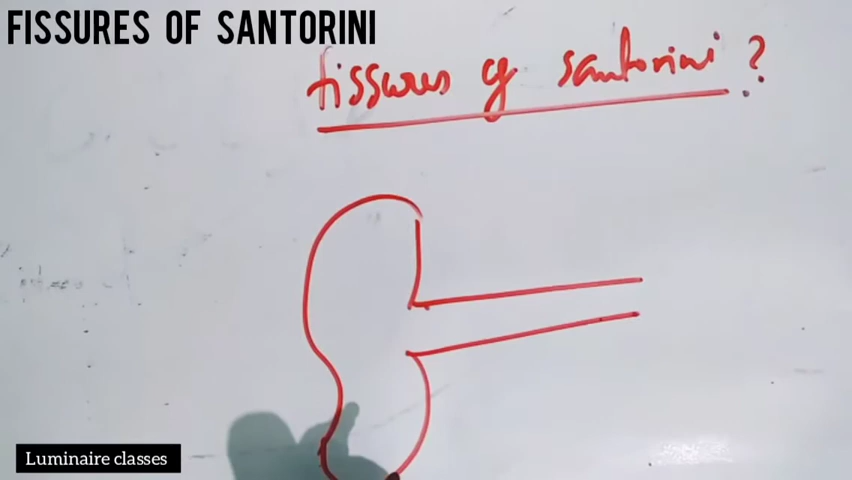 FISSURES OF SANTORINI
fissures of santorini ?
Luminaire classes